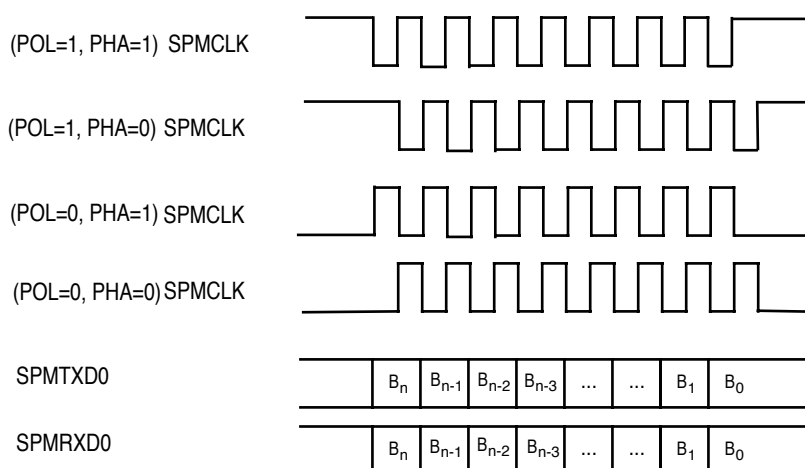 (POL=1, PHA=1) SPMCLK
(POL=1, PHA=0) SPMCLK
(POL=0, PHA=1) SPMCLK
(POL=0, PHA=0) SPMCLK
SPMTXD0 Bn Bn-1 Bn-2 Bn-3 ... ... B1 B0
SPMRXD0 Bn Bn-1 Bn-2 Bn-3 ... ... B1 B0